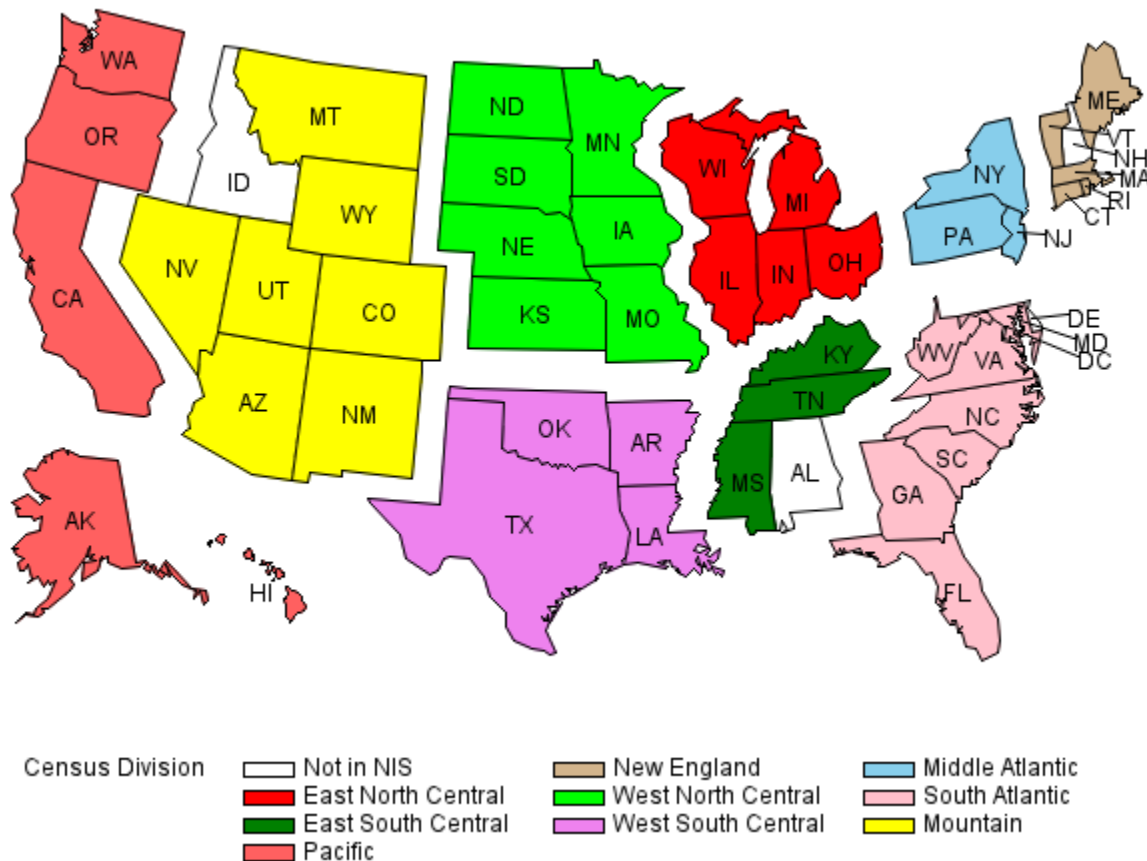 WA
OR
CA
AK
HI
ID
MT
WY
NV
UT
CO
AZ
NM
ND
SD
NE
KS
MN
IA
MO
OK
TX
AR
LA
WI
MI
IL
IN
OH
KY
TN
MS
AL
NY
PA
NJ
ME
VT
NH
MA
RI
CT
DE
MD
DC
WV
VA
NC
SC
GA
FL
Census Division
Not in NIS New England Middle Atlantic
East North Central West North Central South Atlantic
East South Central West South Central Mountain
Pacific